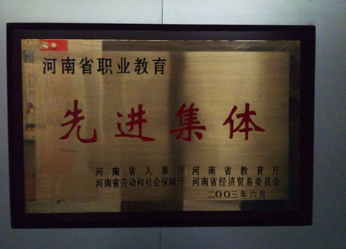 河南省职业教育
先进集体
河南省人事厅 河南省教育厅
河南省劳动和社会保障厅 河南省经济贸易委员会
二00三年六月